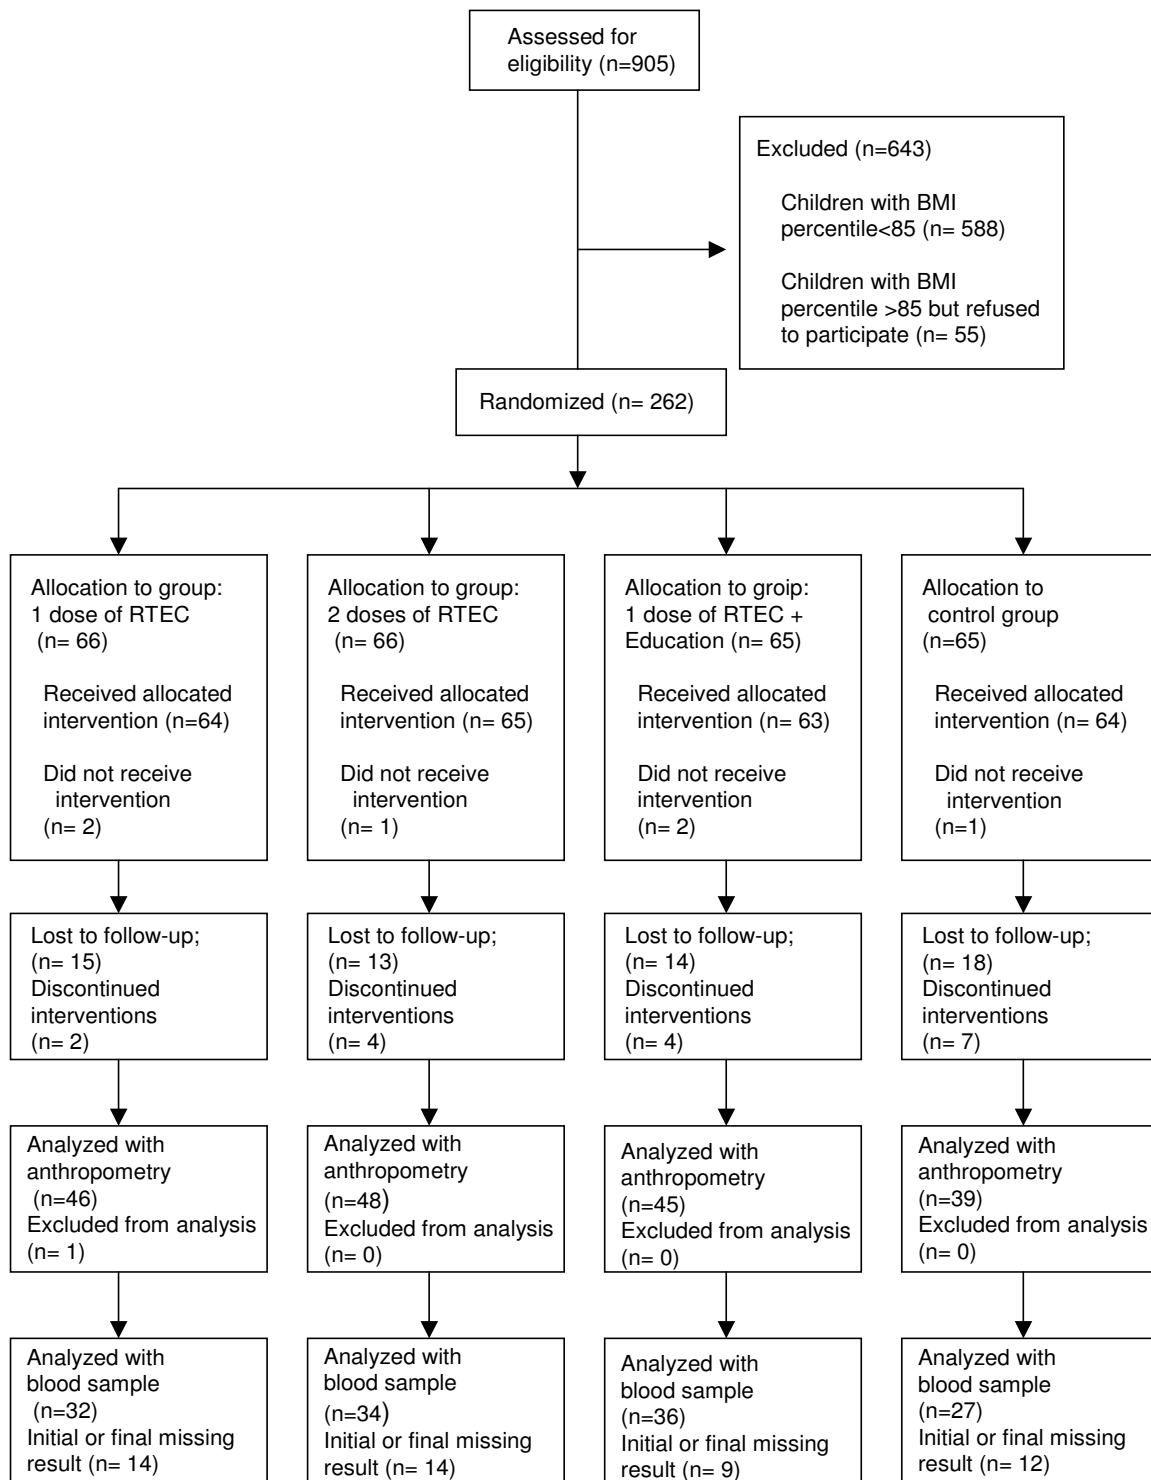 Assessed for
eligibility (n=905)
Excluded (n=643)
Children with BMI
percentile<85 (n= 588)
Children with BMI
percentile >85 but refused
to participate (n= 55)
Randomized (n= 262)
Allocation to group:
1 dose of RTEC
(n= 66)
Received allocated
intervention (n=64)
Did not receive
intervention
(n= 2)
Allocation to group:
2 doses of RTEC
(n= 66)
Received allocated
intervention (n= 65)
Did not receive
intervention
(n= 1)
Allocation to groip:
1 dose of RTEC +
Education (n= 65)
Received allocated
intervention (n= 63)
Did not receive
intervention
(n= 2)
Allocation to
control group
(n=65)
Received allocated
intervention (n= 64)
Did not receive
intervention
(n=1)
Lost to follow-up;
(n= 15)
Discontinued
interventions
(n= 2)
Lost to follow-up;
(n= 13)
Discontinued
interventions
(n= 4)
Lost to follow-up;
(n= 14)
Discontinued
interventions
(n= 4)
Lost to follow-up;
(n= 18)
Discontinued
interventions
(n= 7)
Analyzed with
anthropometry
(n=46)
Excluded from analysis
(n= 1)
Analyzed with
anthropometry
(n=48)
Excluded from analysis
(n= 0)
Analyzed with
anthropometry
(n=45)
Excluded from analysis
(n= 0)
Analyzed with
anthropometry
(n=39)
Excluded from analysis
(n= 0)
Analyzed with
blood sample
(n=32)
Initial or final missing
result (n= 14)
Analyzed with
blood sample
(n=34)
Initial or final missing
result (n= 14)
Analyzed with
blood sample
(n=36)
Initial or final missing
result (n= 9)
Analyzed with
blood sample
(n=27)
Initial or final missing
result (n= 12)